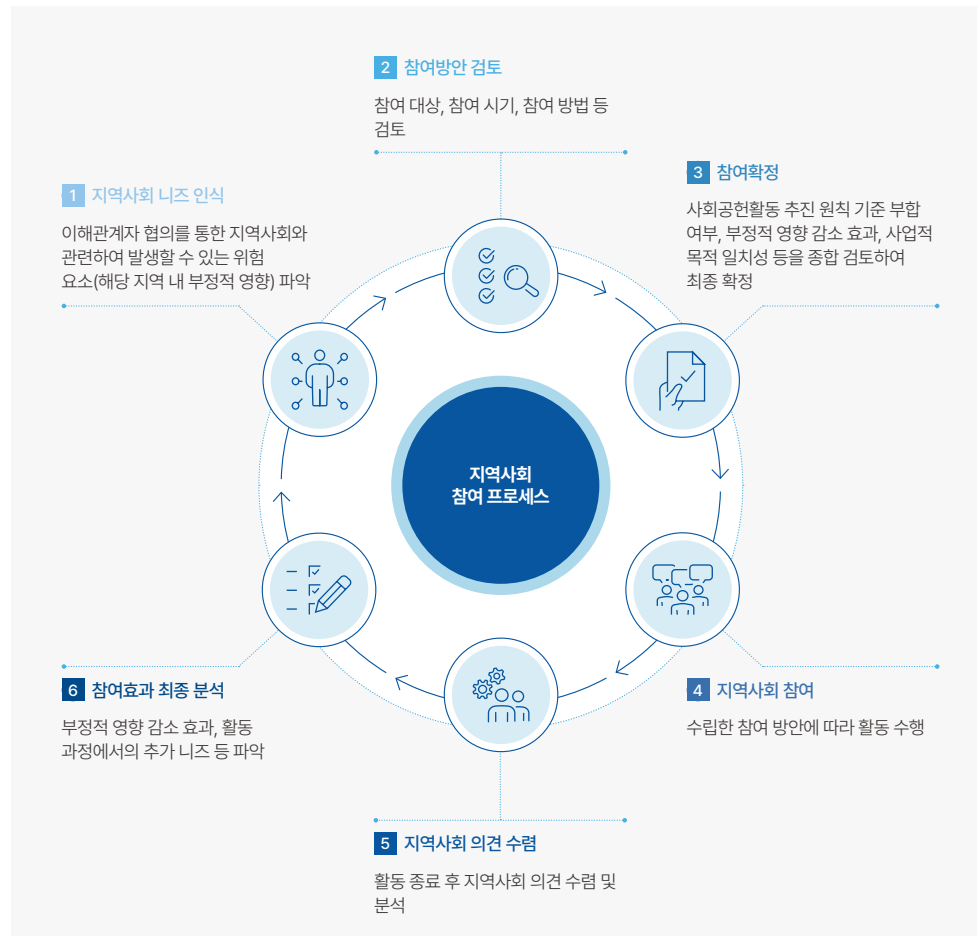 1 지역사회 니즈 인식
이해관계자 협의를 통한 지역사회와
관련하여 발생할 수 있는 위험
요소(해당 지역 내 부정적 영향) 파악
2 참여방안 검토
참여 대상, 참여 시기, 참여 방법 등
검토
3 참여확정
사회공헌활동 추진 원칙 기준 부합
여부, 부정적 영향 감소 효과, 사업적
목적 일치성 등을 종합 검토하여
최종 확정
지역사회
참여 프로세스
4 지역사회 참여
수립한 참여 방안에 따라 활동 수행
5 지역사회 의견 수렴
활동 종료 후 지역사회 의견 수렴 및
분석
6 참여효과 최종 분석
부정적 영향 감소 효과, 활동
과정에서의 추가 니즈 등 파악